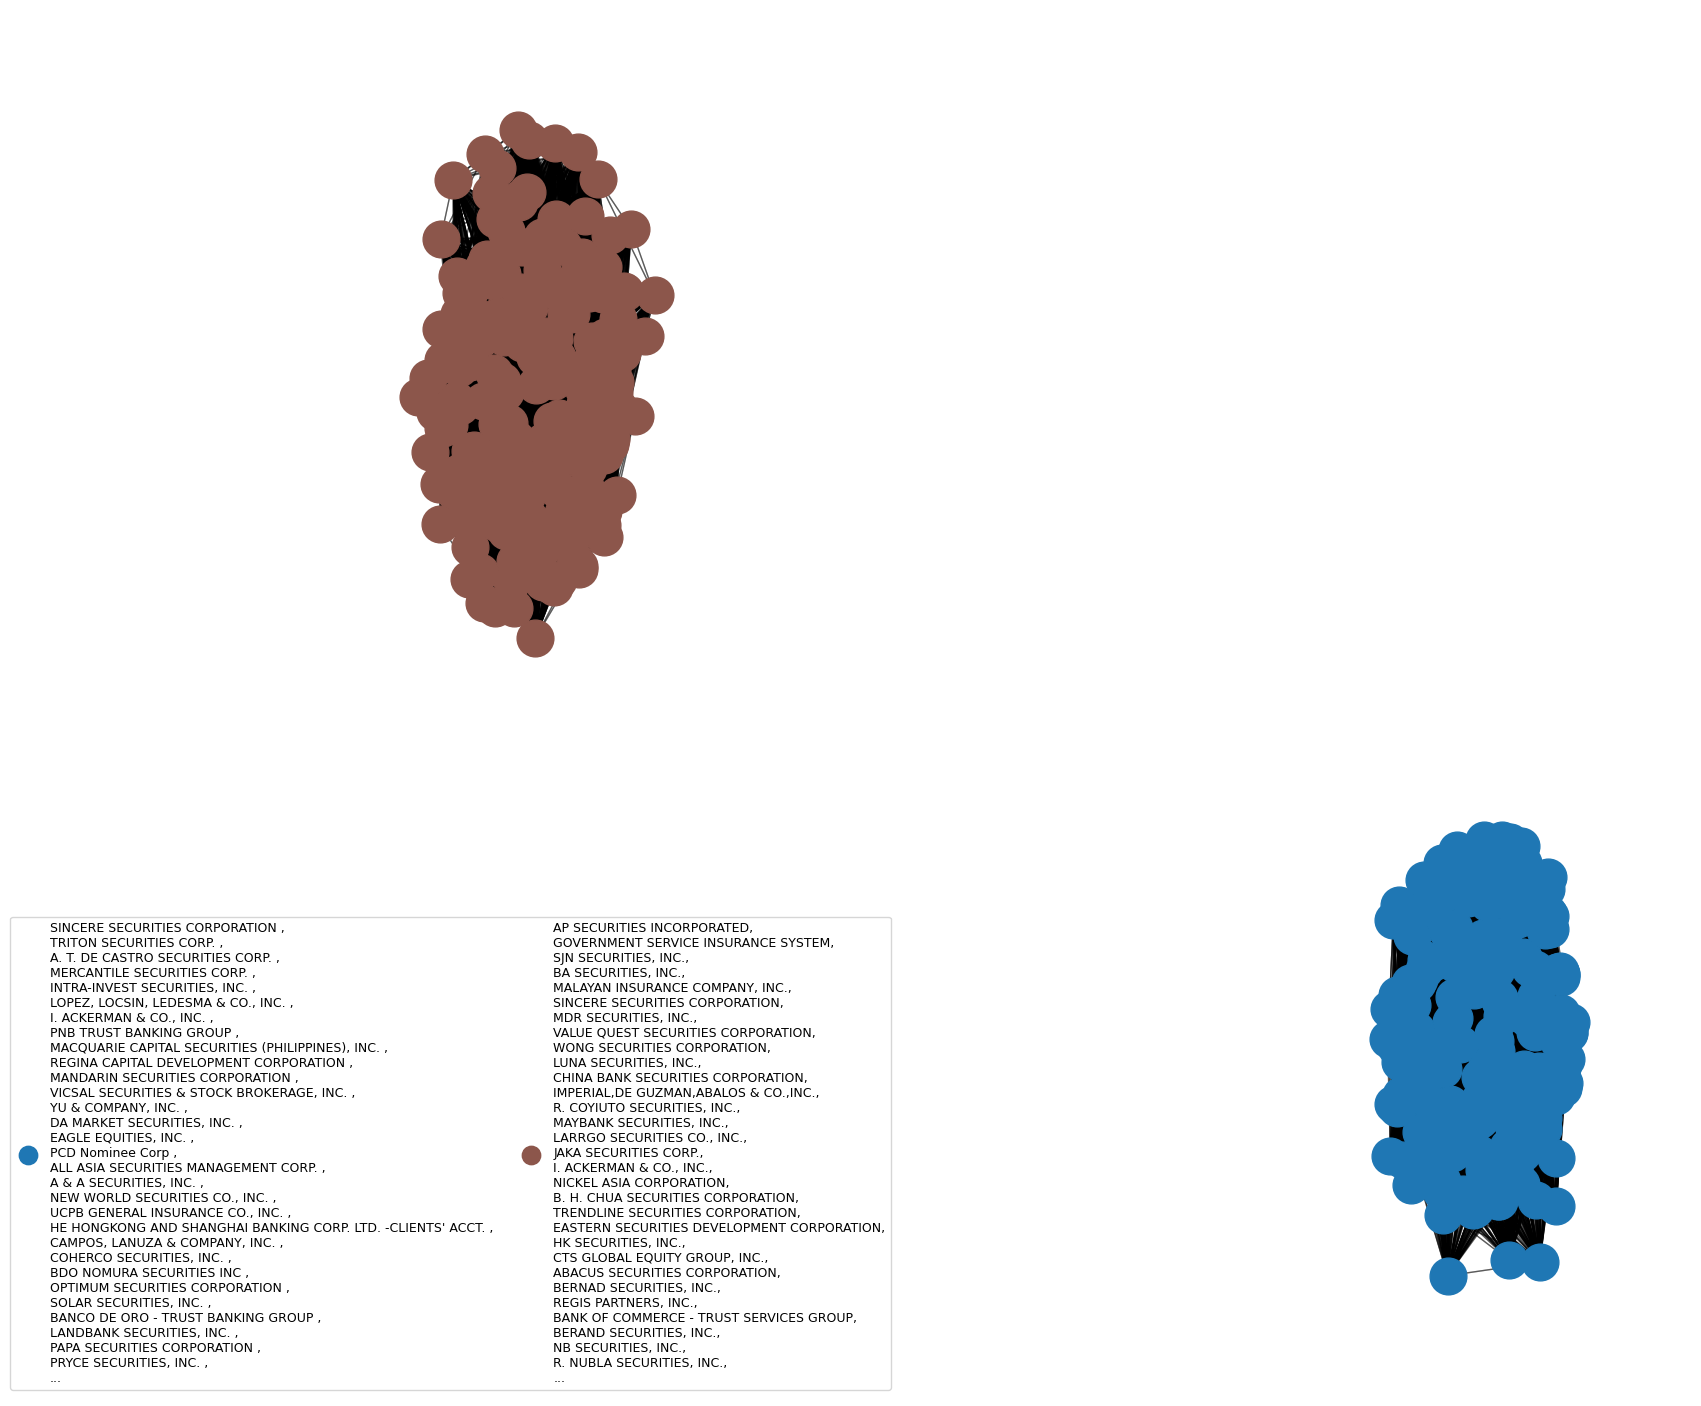 SINCERE SECURITIES CORPORATION ,
TRITON SECURITIES CORP. ,
A. T. DE CASTRO SECURITIES CORP. ,
MERCANTILE SECURITIES CORP. ,
INTRA-INVEST SECURITIES, INC. ,
LOPEZ, LOCSIN, LEDESMA & CO., INC. ,
I. ACKERMAN & CO., INC. ,
PNB TRUST BANKING GROUP ,
MACQUARIE CAPITAL SECURITIES (PHILIPPINES), INC. ,
REGINA CAPITAL DEVELOPMENT CORPORATION ,
MANDARIN SECURITIES CORPORATION ,
VICSAL SECURITIES & STOCK BROKERAGE, INC. ,
YU & COMPANY, INC. ,
DA MARKET SECURITIES, INC. ,
EAGLE EQUITIES, INC. ,
PCD Nominee Corp ,
ALL ASIA SECURITIES MANAGEMENT CORP. ,
A & A SECURITIES, INC. ,
NEW WORLD SECURITIES CO., INC. ,
UCPB GENERAL INSURANCE CO., INC. ,
HE HONGKONG AND SHANGHAI BANKING CORP. LTD. -CLIENTS' ACCT. ,
CAMPOS, LANUZA & COMPANY, INC. ,
COHERCO SECURITIES, INC. ,
BDO NOMURA SECURITIES INC ,
OPTIMUM SECURITIES CORPORATION ,
SOLAR SECURITIES, INC. ,
BANCO DE ORO - TRUST BANKING GROUP ,
LANDBANK SECURITIES, INC. ,
PAPA SECURITIES CORPORATION ,
PRYCE SECURITIES, INC. ,
...
AP SECURITIES INCORPORATED,
GOVERNMENT SERVICE INSURANCE SYSTEM,
SJN SECURITIES, INC.,
BA SECURITIES, INC.,
MALAYAN INSURANCE COMPANY, INC.,
SINCERE SECURITIES CORPORATION,
MDR SECURITIES, INC.,
VALUE QUEST SECURITIES CORPORATION,
WONG SECURITIES CORPORATION,
LUNA SECURITIES, INC.,
CHINA BANK SECURITIES CORPORATION,
IMPERIAL,DE GUZMAN,ABALOS & CO.,INC.,
R. COYIUTO SECURITIES, INC.,
MAYBANK SECURITIES, INC.,
LARRGO SECURITIES CO., INC.,
JAKA SECURITIES CORP.,
I. ACKERMAN & CO., INC.,
NICKEL ASIA CORPORATION,
B. H. CHUA SECURITIES CORPORATION,
TRENDLINE SECURITIES CORPORATION,
EASTERN SECURITIES DEVELOPMENT CORPORATION,
HK SECURITIES, INC.,
CTS GLOBAL EQUITY GROUP, INC.,
ABACUS SECURITIES CORPORATION,
BERNAD SECURITIES, INC.,
REGIS PARTNERS, INC.,
BANK OF COMMERCE - TRUST SERVICES GROUP,
BERAND SECURITIES, INC.,
NB SECURITIES, INC.,
R. NUBLA SECURITIES, INC.,
...